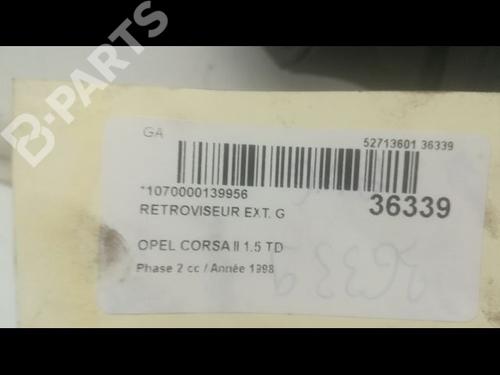 B-PARTS
GA
52713601 36339
*1070000139956
36339
RETROVISEUR EXT. G
OPEL CORSA II 1.5 TD
Phase 2 cc / Année 1998
36339